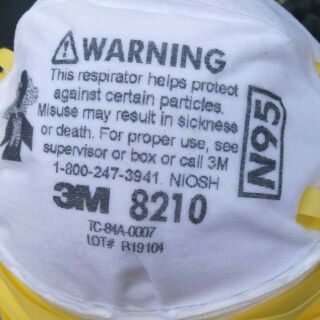 ⚠WARNING
This respirator helps protect
against certain particles.
Misuse may result in sickness
or death. For proper use, see
supervisor or box or call 3M
1-800-247-3941. NIOSH
3M 8210
TC-84A-0007
LOT# R19104
N95